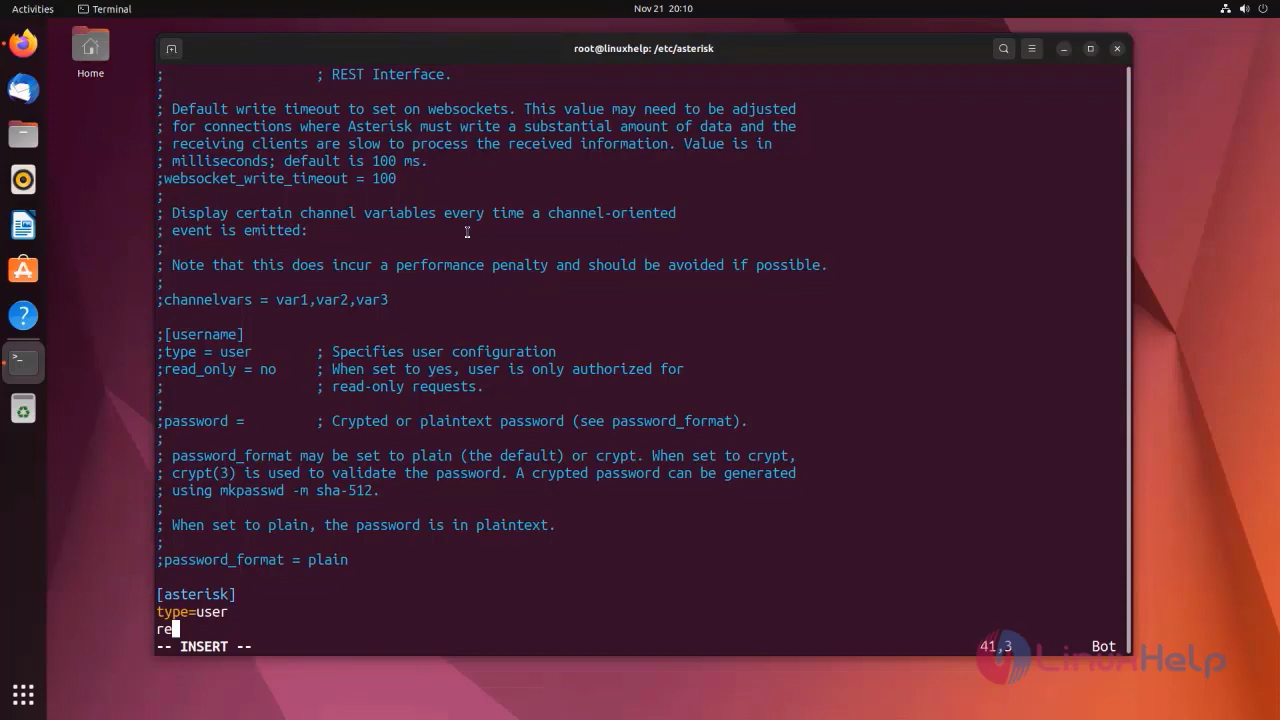 Activities
Terminal
Nov 21 20:10
root@linuxhelp: /etc/asterisk
Home
; ; REST Interface.
;
; Default write timeout to set on websockets. This value may need to be adjusted
; for connections where Asterisk must write a substantial amount of data and the
; receiving clients are slow to process the received information. Value is in
; milliseconds; default is 100 ms.
;websocket_write_timeout = 100
;
; Display certain channel variables every time a channel-oriented
; event is emitted:
;
; Note that this does incur a performance penalty and should be avoided if possible.
;
;channelvars = var1,var2,var3
;[username]
;type = user ; Specifies user configuration
;read_only = no ; When set to yes, user is only authorized for
; ; read-only requests.
;
;password = ; Crypted or plaintext password (see password_format).
;
; password_format may be set to plain (the default) or crypt. When set to crypt,
; crypt(3) is used to validate the password. A crypted password can be generated
; using mkpasswd -m sha-512.
;
; When set to plain, the password is in plaintext.
;
;password_format = plain
[asterisk]
type=user
re
-- INSERT -- 41,3 Bot
LinuxHelp